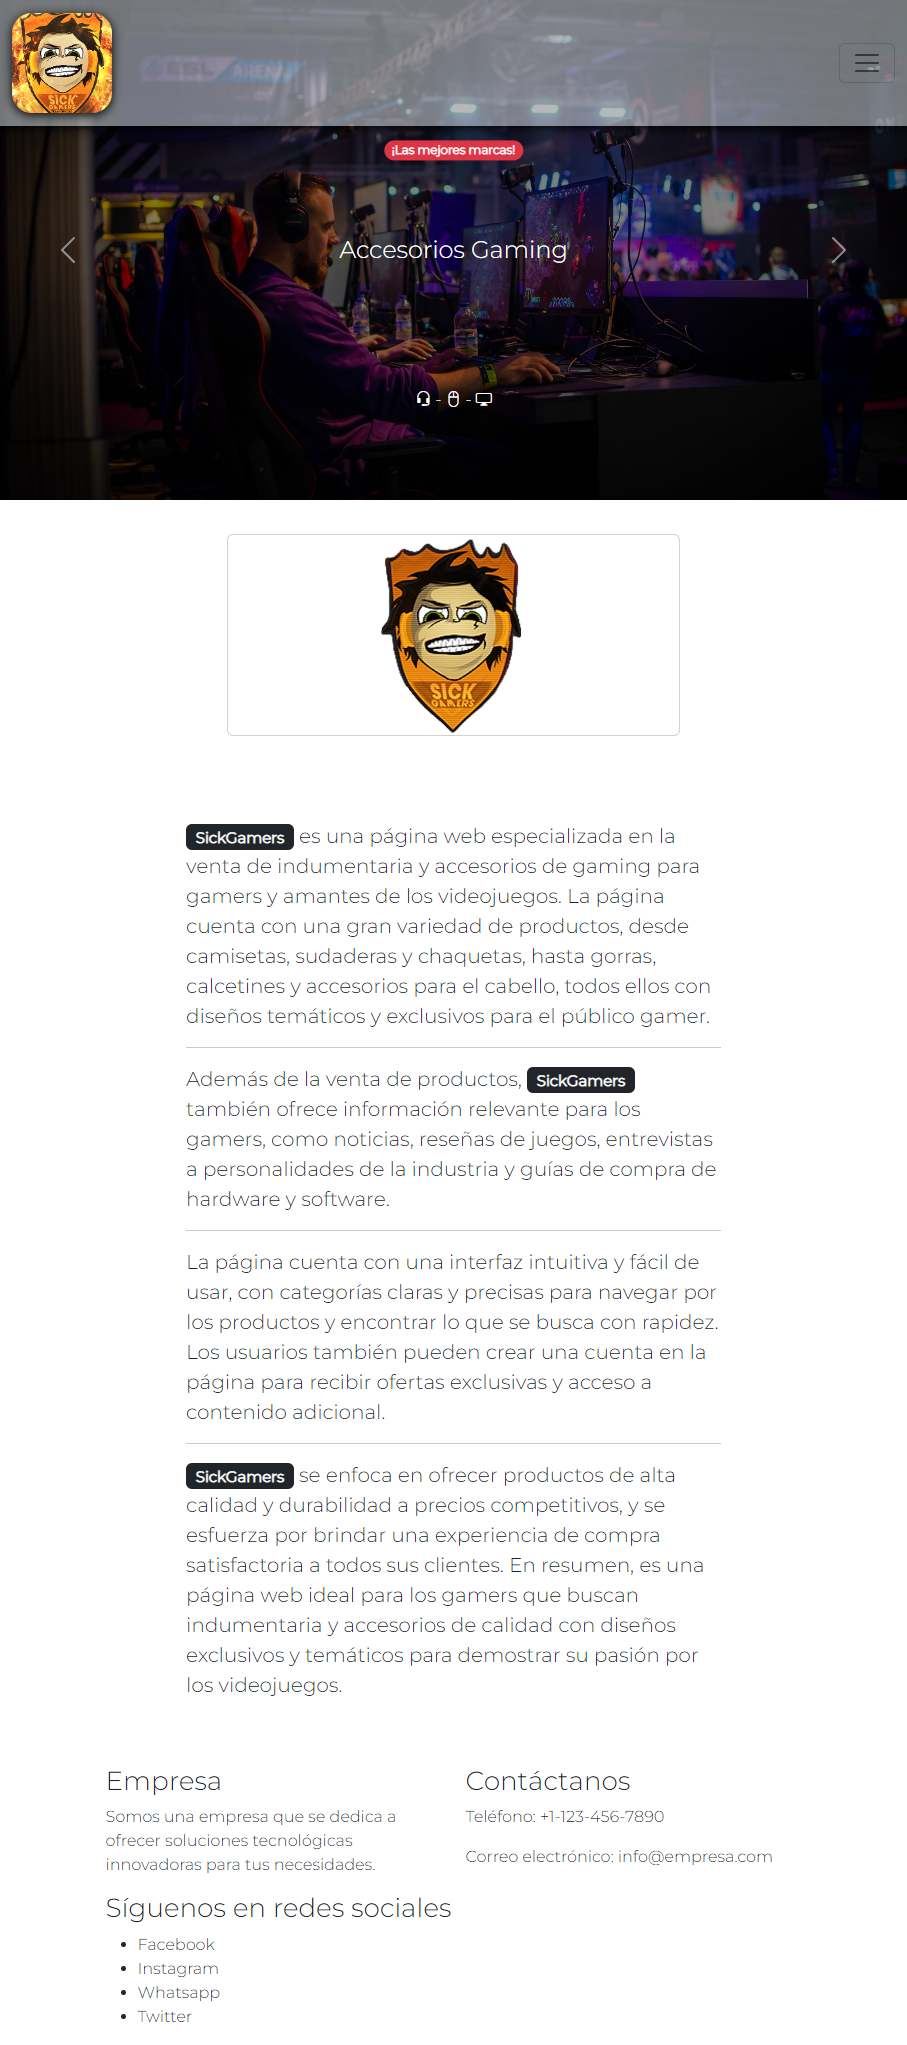 SICK
GAMERS
ESL ARENA
¡Las mejores marcas!
Accesorios Gaming
- -
SICK
GAMERS
SickGamers es una página web especializada en la
venta de indumentaria y accesorios de gaming para
gamers y amantes de los videojuegos. La página
cuenta con una gran variedad de productos, desde
camisetas, sudaderas y chaquetas, hasta gorras,
calcetines y accesorios para el cabello, todos ellos con
diseños temáticos y exclusivos para el público gamer.
Además de la venta de productos, SickGamers
también ofrece información relevante para los
gamers, como noticias, reseñas de juegos, entrevistas
a personalidades de la industria y guías de compra de
hardware y software.
La página cuenta con una interfaz intuitiva y fácil de
usar, con categorías claras y precisas para navegar por
los productos y encontrar lo que se busca con rapidez.
Los usuarios también pueden crear una cuenta en la
página para recibir ofertas exclusivas y acceso a
contenido adicional.
SickGamers se enfoca en ofrecer productos de alta
calidad y durabilidad a precios competitivos, y se
esfuerza por brindar una experiencia de compra
satisfactoria a todos sus clientes. En resumen, es una
página web ideal para los gamers que buscan
indumentaria y accesorios de calidad con diseños
exclusivos y temáticos para demostrar su pasión por
los videojuegos.
Empresa
Somos una empresa que se dedica a
ofrecer soluciones tecnológicas
innovadoras para tus necesidades.
Contáctanos
Teléfono: +1-123-456-7890
Correo electrónico: info@empresa.com
Síguenos en redes sociales
• Facebook
• Instagram
• Whatsapp
• Twitter